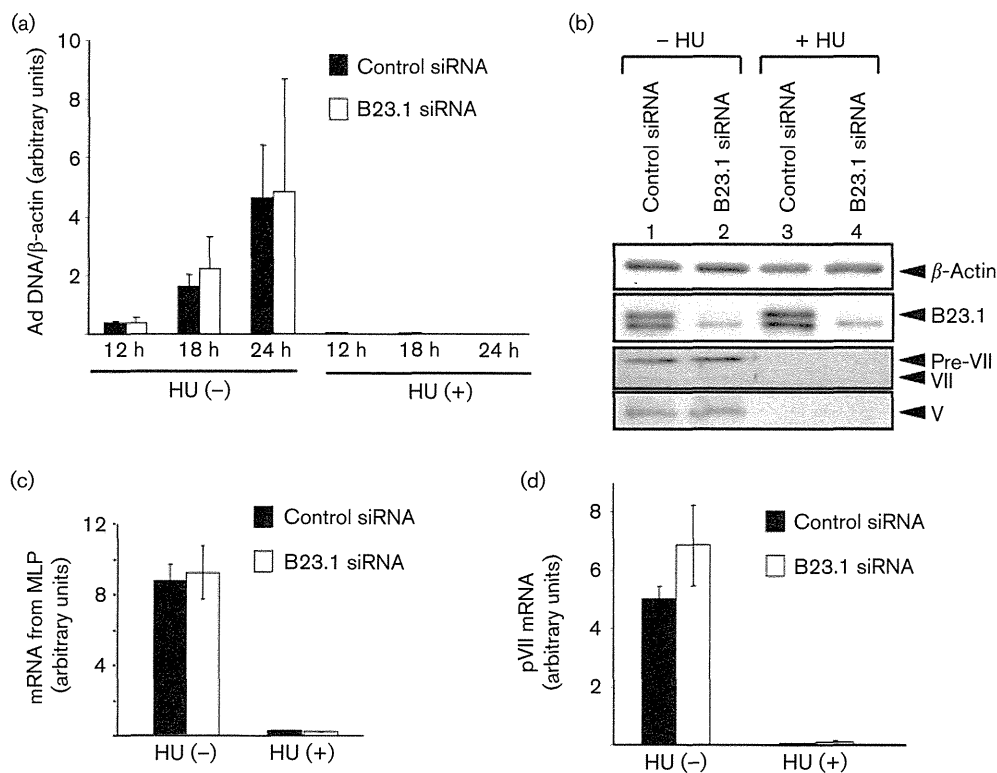 (a)
Ad DNA/β-actin (arbitrary units)
10
8
6
4
2
Control siRNA
B23.1 siRNA
12 h
18 h
24 h
12 h
18 h
24 h
HU (–)
HU (+)
(b)
– HU
+ HU
Control siRNA
B23.1 siRNA
Control siRNA
B23.1 siRNA
1
2
3
4
β-Actin
B23.1
Pre-VII
VII
V
(c)
mRNA from MLP
(arbitrary units)
12
8
4
Control siRNA
B23.1 siRNA
HU (–)
HU (+)
(d)
pVII mRNA
(arbitrary units)
8
6
4
2
Control siRNA
B23.1 siRNA
HU (–)
HU (+)